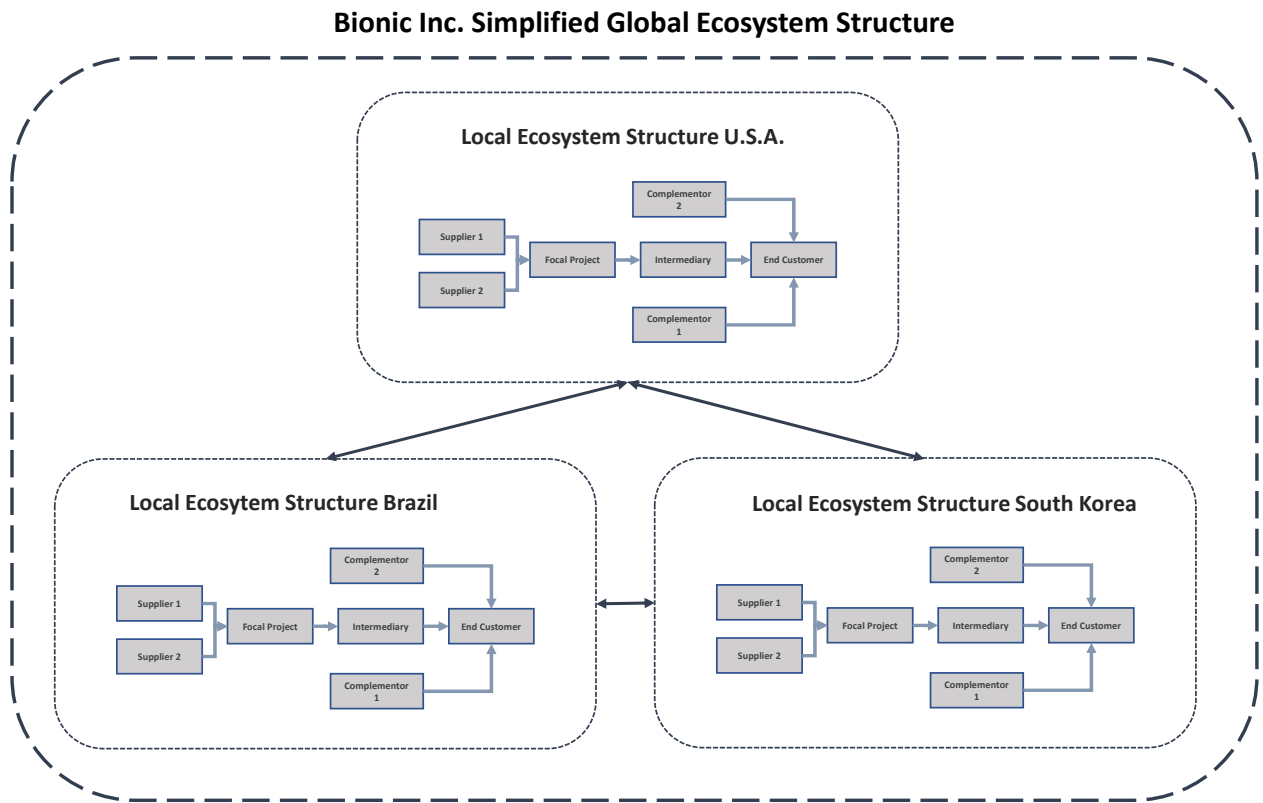 Bionic Inc. Simplified Global Ecosystem Structure
Local Ecosystem Structure U.S.A.
Complementor
2
Supplier 1
Focal Project
Intermediary
End Customer
Supplier 2
Complementor
1
Local Ecosytem Structure Brazil
Complementor
2
Supplier 1
Focal Project
Intermediary
End Customer
Supplier 2
Complementor
1
Local Ecosystem Structure South Korea
Complementor
2
Supplier 1
Focal Project
Intermediary
End Customer
Supplier 2
Complementor
1